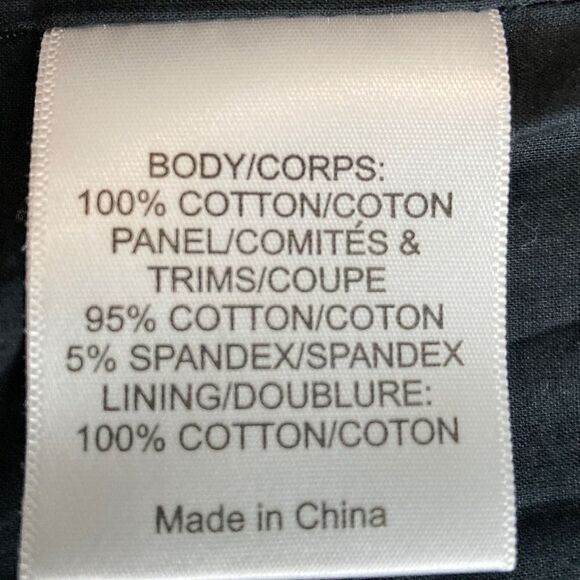 BODY/CORPS:
100% COTTON/COTON
PANEL/COMITÉS &
TRIMS/COUPE
95% COTTON/COTON
5% SPANDEX/SPANDEX
LINING/DOUBLURE:
100% COTTON/COTON
Made in China